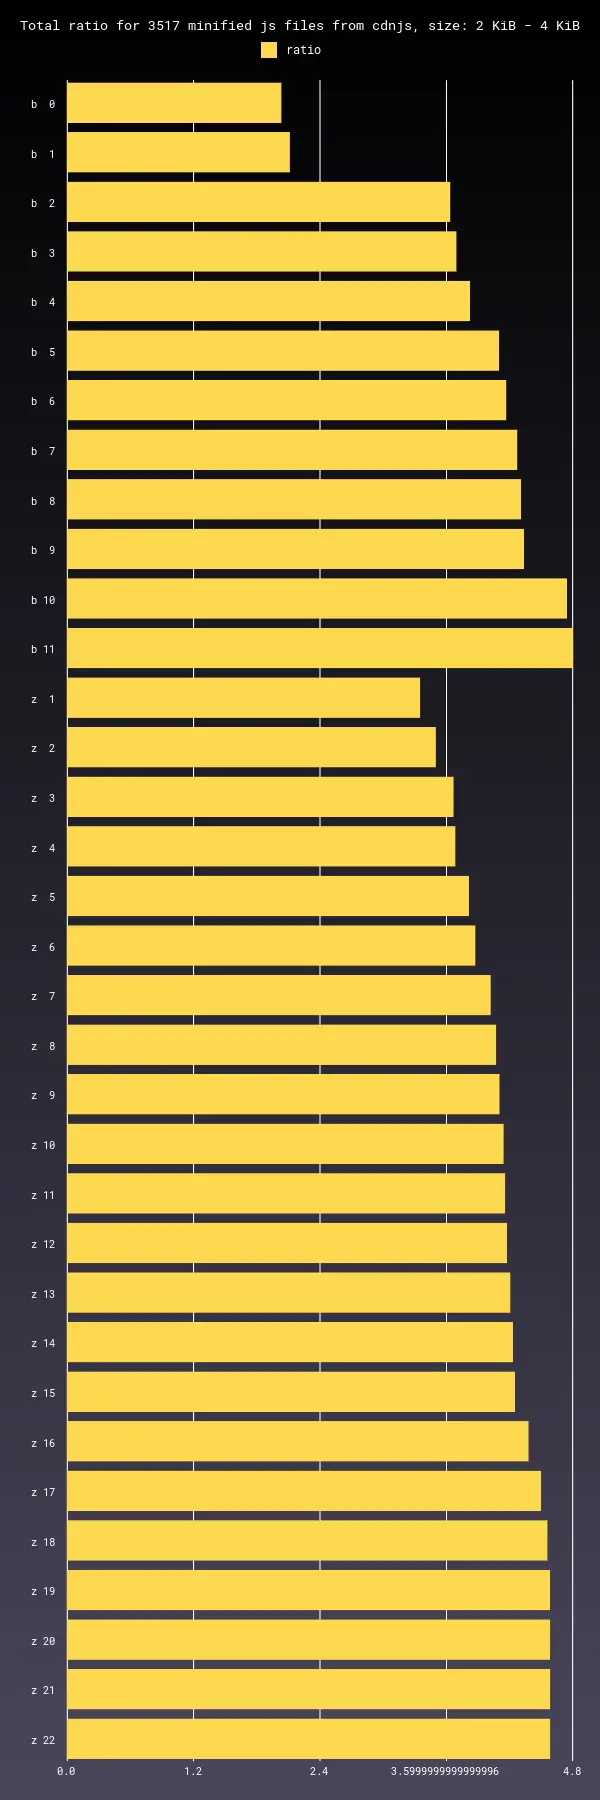 Total ratio for 3517 minified js files from cdnjs, size: 2 KiB - 4 KiB
ratio
b 0
b 1
b 2
b 3
b 4
b 5
b 6
b 7
b 8
b 9
b 10
b 11
z 1
z 2
z 3
z 4
z 5
z 6
z 7
z 8
z 9
z 10
z 11
z 12
z 13
z 14
z 15
z 16
z 17
z 18
z 19
z 20
z 21
z 22
0.0 1.2 2.4 3.5999999999999996 4.8